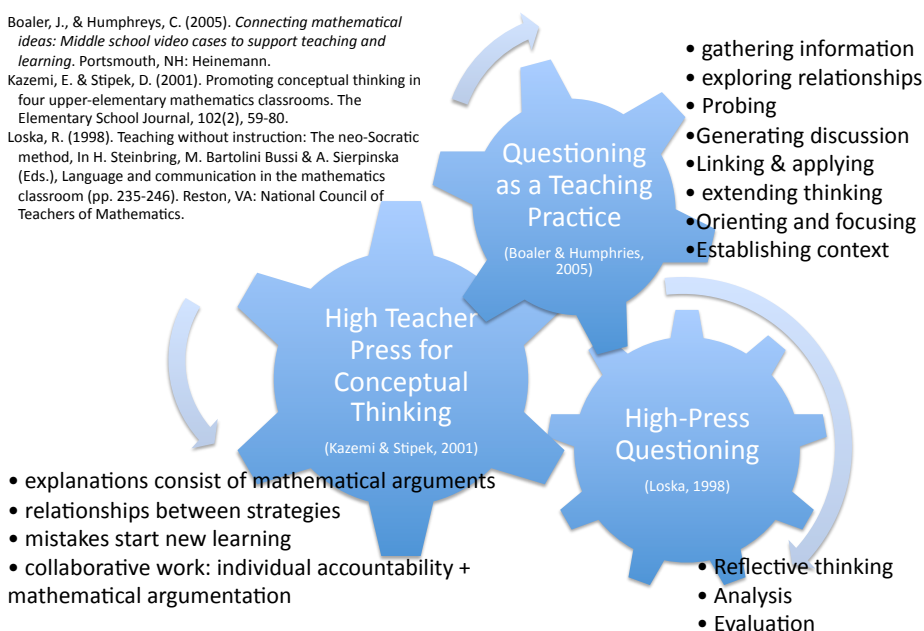 Boaler, J., & Humphreys, C. (2005). Connecting mathematical
ideas: Middle school video cases to support teaching and
learning. Portsmouth, NH: Heinemann.
Kazemi, E. & Stipek, D. (2001). Promoting conceptual thinking in
four upper-elementary mathematics classrooms. The
Elementary School Journal, 102(2), 59-80.
Loska, R. (1998). Teaching without instruction: The neo-Socratic
method, In H. Steinbring, M. Bartolini Bussi & A. Sierpinska
(Eds.), Language and communication in the mathematics
classroom (pp. 235-246). Reston, VA: National Council of
Teachers of Mathematics.
Questioning
as a Teaching
Practice
(Boaler & Humphries,
2005)
• gathering information
• exploring relationships
• Probing
•Generating discussion
•Linking & applying
• extending thinking
•Orienting and focusing
•Establishing context
High Teacher
Press for
Conceptual
Thinking
(Kazemi & Stipek, 2001)
• explanations consist of mathematical arguments
• relationships between strategies
• mistakes start new learning
• collaborative work: individual accountability +
mathematical argumentation
High-Press
Questioning
(Loska, 1998)
• Reflective thinking
• Analysis
• Evaluation